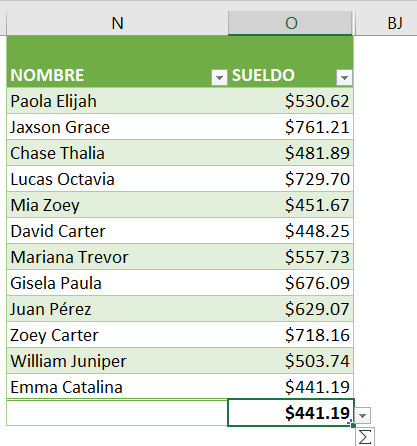 N O BJ
NOMBRE SUELDO
Paola Elijah $530.62
Jaxson Grace $761.21
Chase Thalia $481.89
Lucas Octavia $729.70
Mia Zoey $451.67
David Carter $448.25
Mariana Trevor $557.73
Gisela Paula $676.09
Juan Pérez $629.07
Zoey Carter $718.16
William Juniper $503.74
Emma Catalina $441.19
$441.19